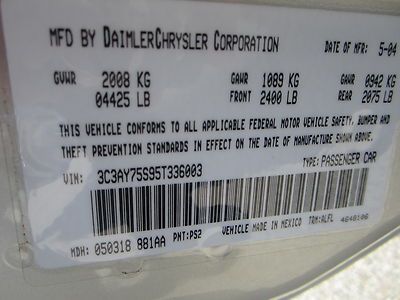 MFD BY DAIMLERCHRYSLER CORPORATION DATE OF MFR: 5-04
GVWR 2008 KG GAWR 1089 KG GAWR 0942 KG
04425 LB FRONT 2400 LB REAR 2075 LB
THIS VEHICLE CONFORMS TO ALL APPLICABLE FEDERAL MOTOR VEHICLE SAFETY, BUMPER AND
THEFT PREVENTION STANDARDS IN EFFECT ON THE DATE OF MANUFACTURE SHOWN ABOVE.
VIN: 3C3AY75S95T336003 TYPE: PASSENGER CAR
MDH: 050318 881AA PNT: PS2 VEHICLE MADE IN MEXICO TRM: ALFL 4648106